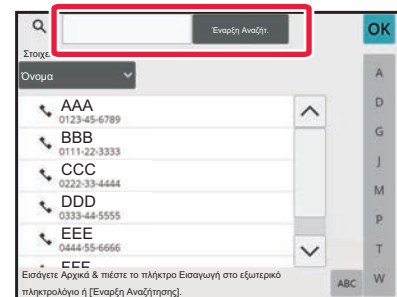 Έναρξη Αναζήτ.
OK
Στοιχε
Όνομα
A
AAA
0123-45-6789
D
BBB
0111-22-3333
G
CCC
0222-33-4444
J
M
DDD
0333-44-5555
P
EEE
0444-55-6666
T
EEE
Εισάγετε Αρχικά & πιέστε το πλήκτρο Εισαγωγή στο εξωτερικό
πληκτρολόγιο ή [Έναρξη Αναζήτησης].
ABC
W